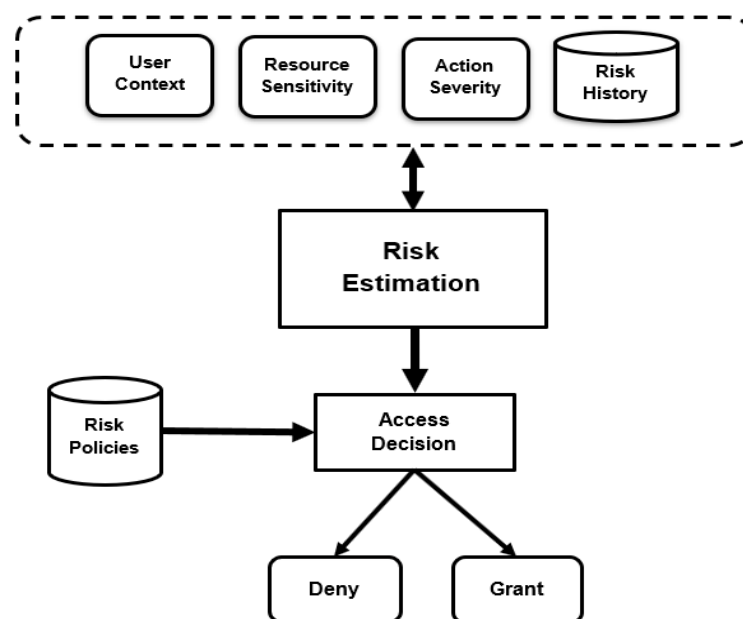 User
Context
Resource
Sensitivity
Action
Severity
Risk
History
Risk
Estimation
Risk
Policies
Access
Decision
Deny
Grant